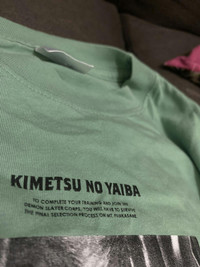 KIMETSU NO YAIBA
TO COMPLETE YOUR TRAINING AND JOIN THE
DEMON SLAYER CORPS, YOU WILL HAVE TO SURVIVE
THE FINAL SELECTION PROCESS ON MT. FUJIKASANE.